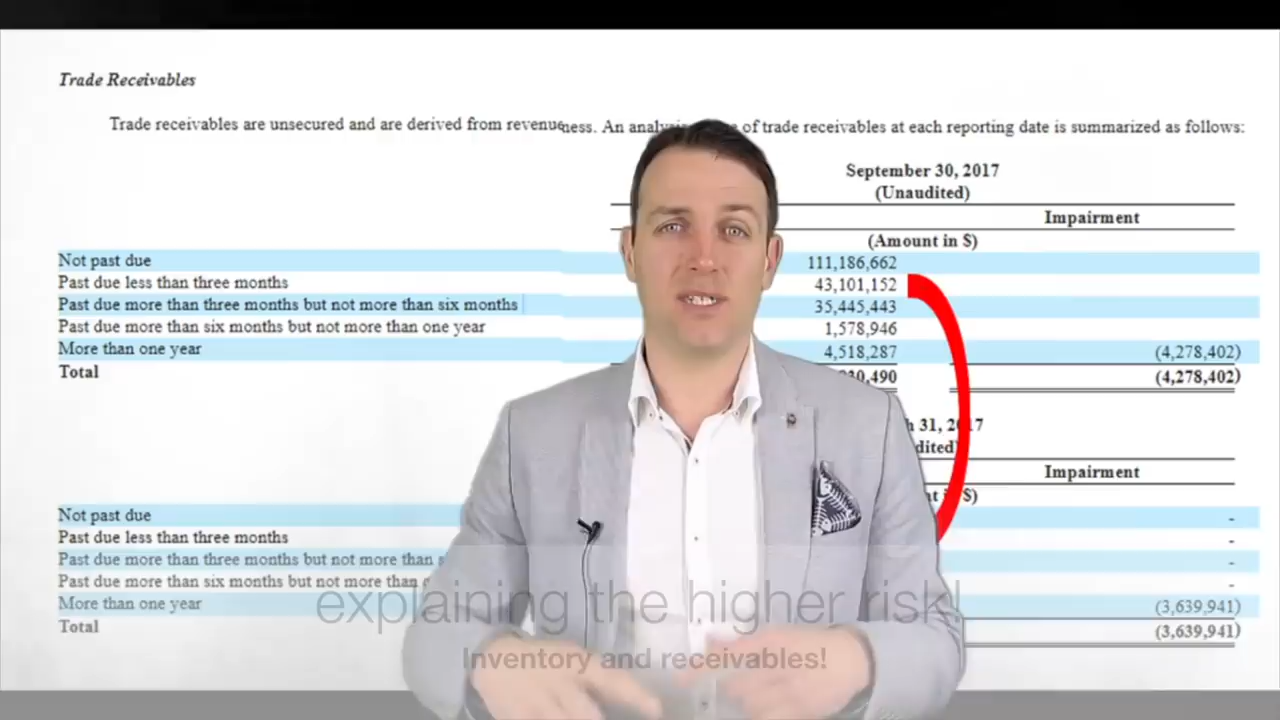 Trade Receivables
Trade receivables are unsecured and are derived from revenue ness. An analysis of trade receivables at each reporting date is summarized as follows:
September 30, 2017
(Unaudited)
Impairment
(Amount in $)
Not past due 111,186,662
Past due less than three months 43,101,152
Past due more than three months but not more than six months 35,445,443
Past due more than six months but not more than one year 1,578,946
More than one year 4,518,287 (4,278,402)
Total 30,490 (4,278,402)
31, 2017
dited)
Impairment
$)
Not past due -
Past due less than three months -
Past due more than three months but not more than -
Past due more than six months but not more than -
More than one year (3,639,941)
Total (3,639,941)
explaining the higher risk!
Inventory and receivables!